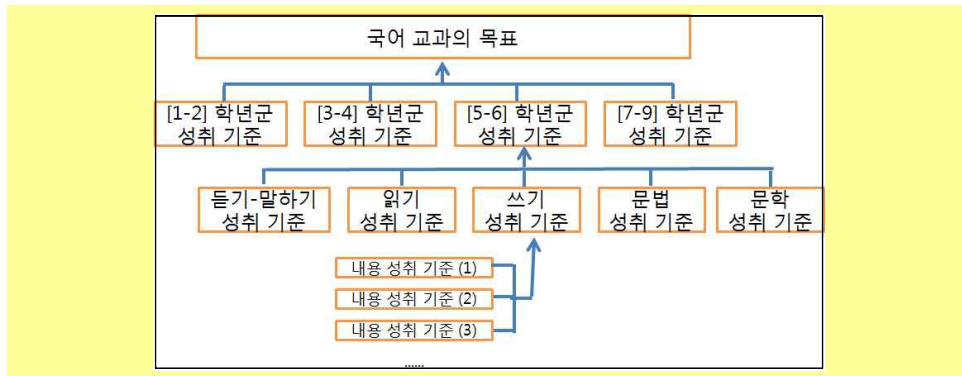 국어 교과의 목표
[1-2] 학년군
성취 기준
[3-4] 학년군
성취 기준
[5-6] 학년군
성취 기준
[7-9] 학년군
성취 기준
듣기-말하기
성취 기준
읽기
성취 기준
쓰기
성취 기준
문법
성취 기준
문학
성취 기준
내용 성취 기준 (1)
내용 성취 기준 (2)
내용 성취 기준 (3)
......